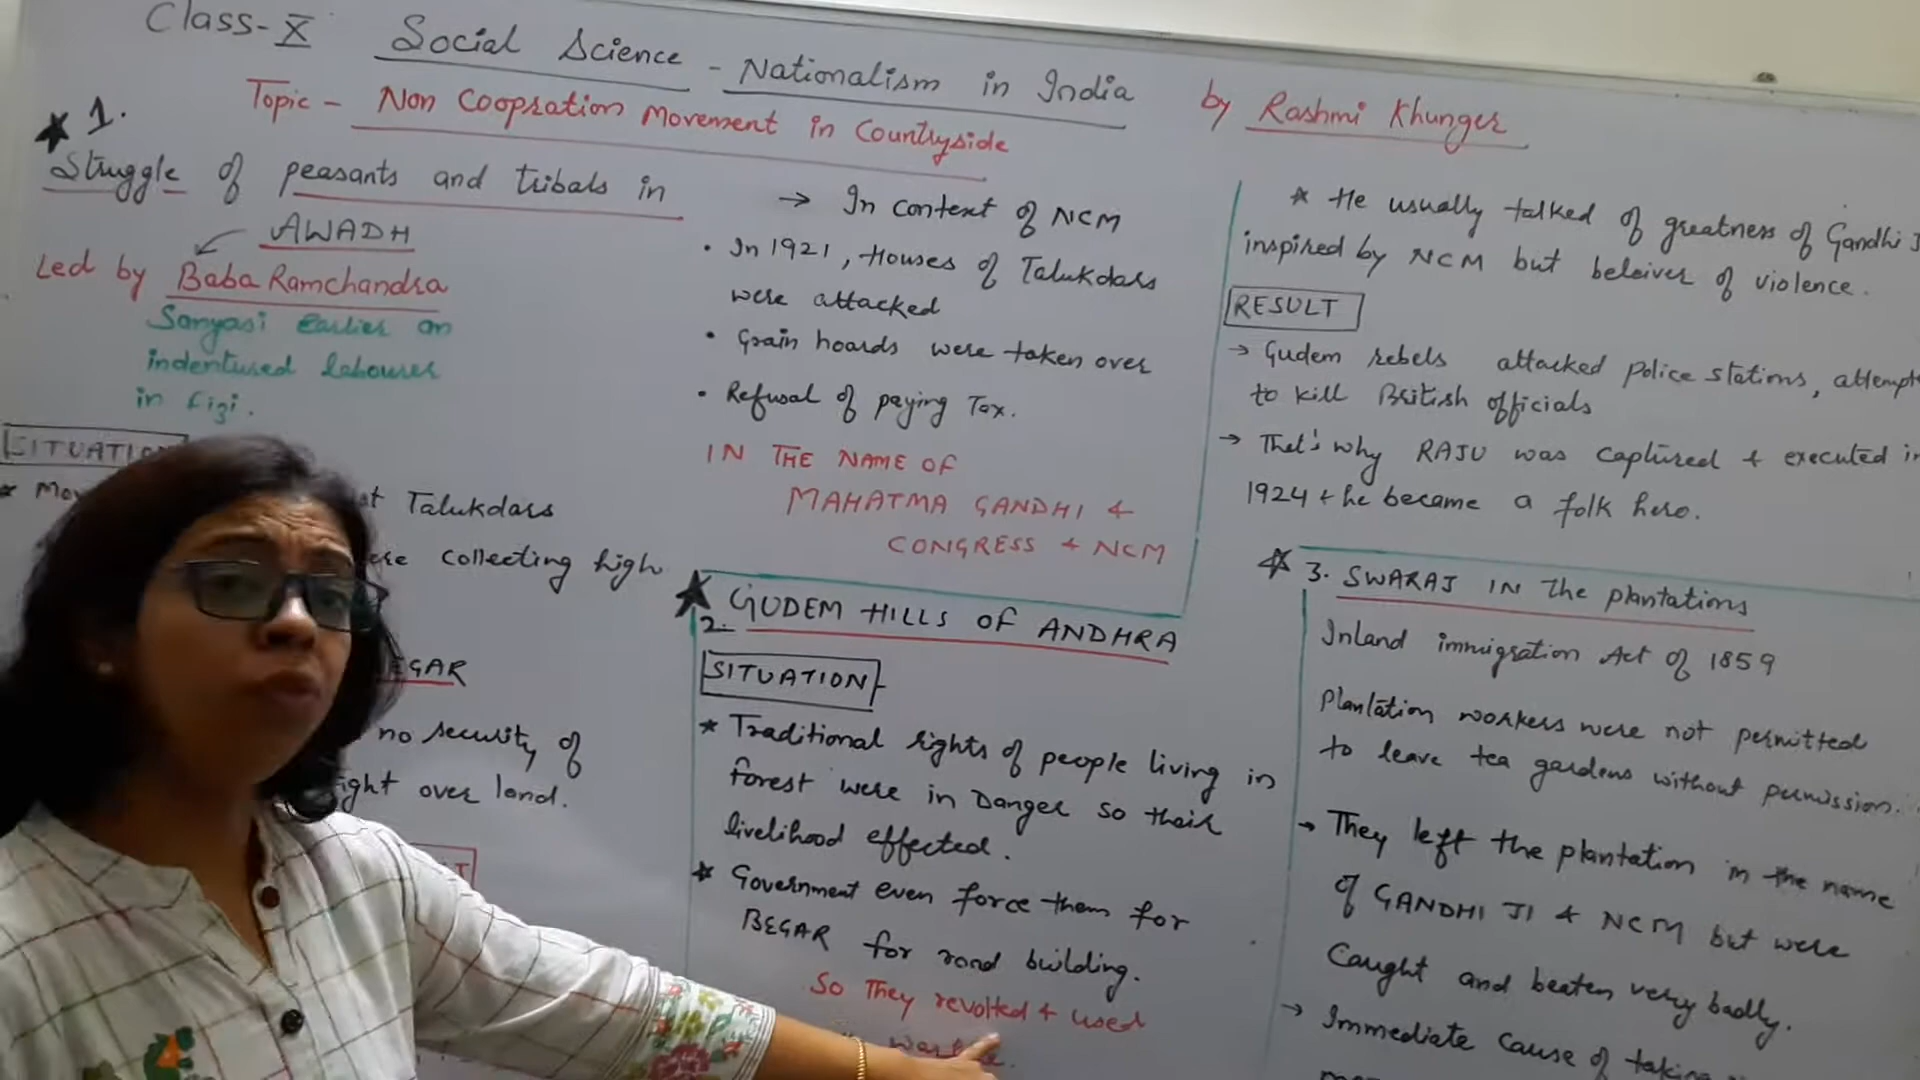 Class-X Social Science - Nationalism in India
Topic - Non Coopration Movement in Countryside
by Rashmi Khunger
1.
Struggle of peasants and tribals in
AWADH
Led by Baba Ramchandra
Sanyasi Earlier an
indentured labourer
in Fizi.
SITUATIO
Talukdars
collecting high
EGAR
no security of
over land.
→ In context of NCM
• In 1921, Houses of Talukdars
were attacked
• Grain hoards were taken over
• Refusal of paying Tax.
IN THE NAME OF
MAHATMA GANDHI &
CONGRESS & NCM
2. GUDEM HILLS OF ANDHRA
SITUATION
* Traditional rights of people living in
forest were in Danger so their
livelihood effected.
* Government even force them for
BEGAR for road building.
So They revolted & used
* He usually talked of greatness of Gandhi J
inspired by NCM but beleiver of violence.
RESULT
→ Gudem rebels attacked Police stations, attempt
to kill British officials
→ That's why RAJU was captured & executed in
1924 & he became a folk hero.
3. SWARAJ IN The plantations
Inland immigration Act of 1859
Plantation workers were not permitted
to leave tea gardens without permission.
→ They left the plantation in the name
of GANDHI JI & NCM but were
Caught and beaten very badly.
→ Immediate cause of taking